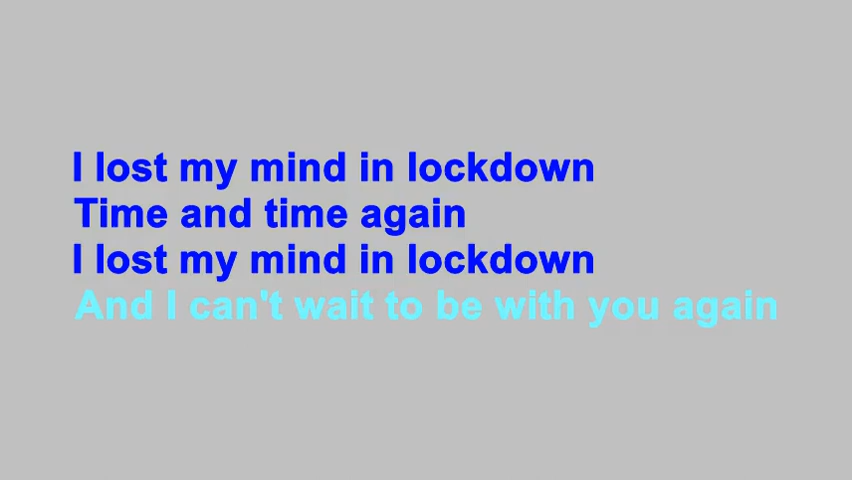 I lost my mind in lockdown
Time and time again
I lost my mind in lockdown
And I can't wait to be with you again